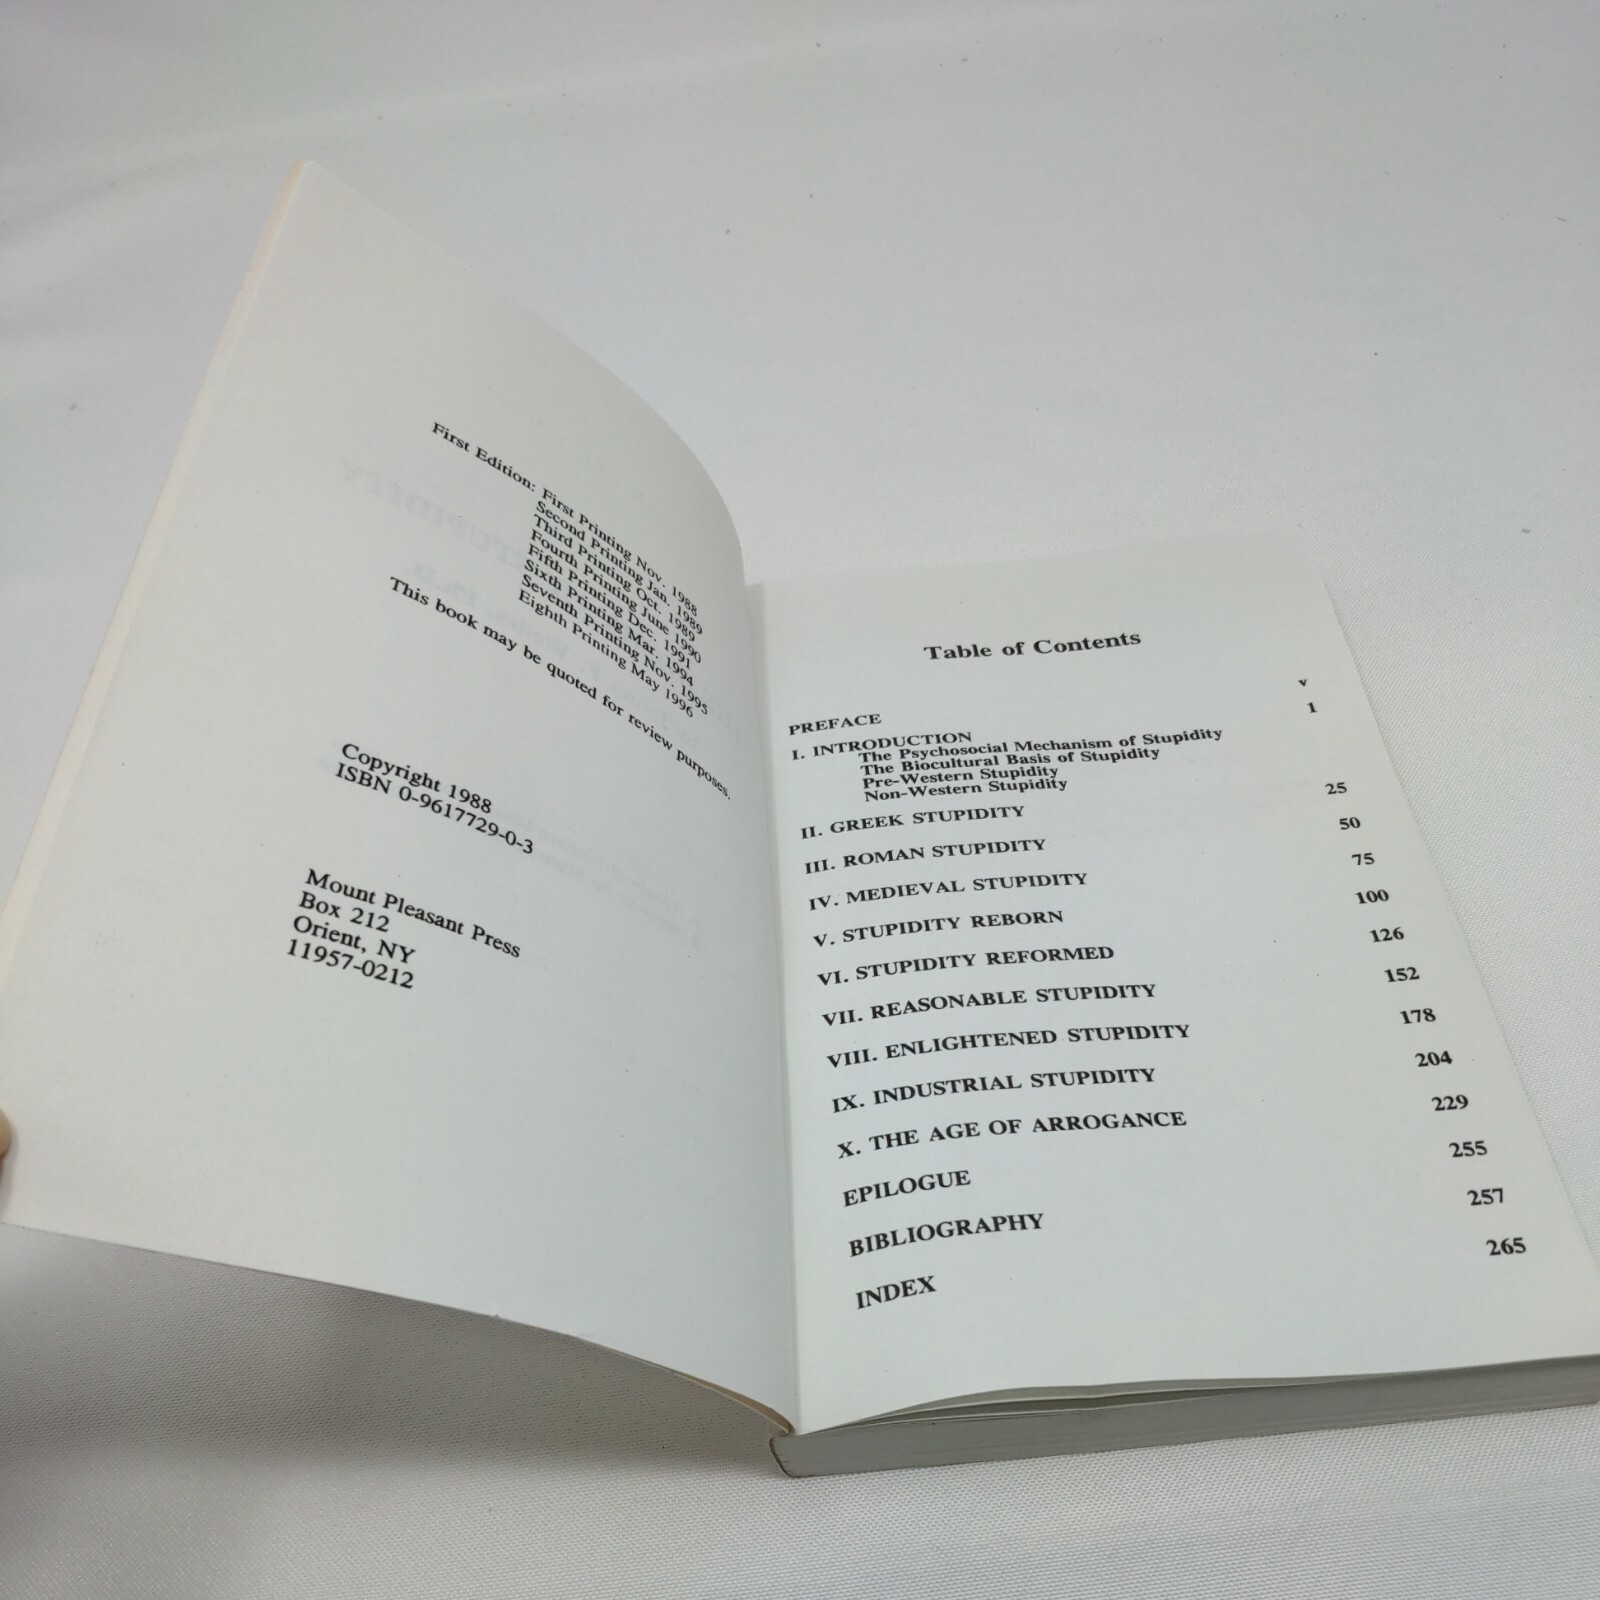 First Edition: First Printing Nov. 1988
Second Printing Jan. 1989
Third Printing Oct. 1989
Fourth Printing June 1990
Fifth Printing Dec. 1991
Sixth Printing Mar. 1994
Seventh Printing Nov. 1995
Eighth Printing May 1996
This book may be quoted for review purposes.
Copyright 1988
ISBN 0-9617729-0-3
Mount Pleasant Press
Box 212
Orient, NY
11957-0212
Table of Contents
PREFACE v
I. INTRODUCTION 1
The Psychosocial Mechanism of Stupidity
The Biocultural Basis of Stupidity
Pre-Western Stupidity
Non-Western Stupidity
II. GREEK STUPIDITY 25
III. ROMAN STUPIDITY 50
IV. MEDIEVAL STUPIDITY 75
V. STUPIDITY REBORN 100
VI. STUPIDITY REFORMED 126
VII. REASONABLE STUPIDITY 152
VIII. ENLIGHTENED STUPIDITY 178
IX. INDUSTRIAL STUPIDITY 204
X. THE AGE OF ARROGANCE 229
EPILOGUE 255
BIBLIOGRAPHY 257
INDEX 265